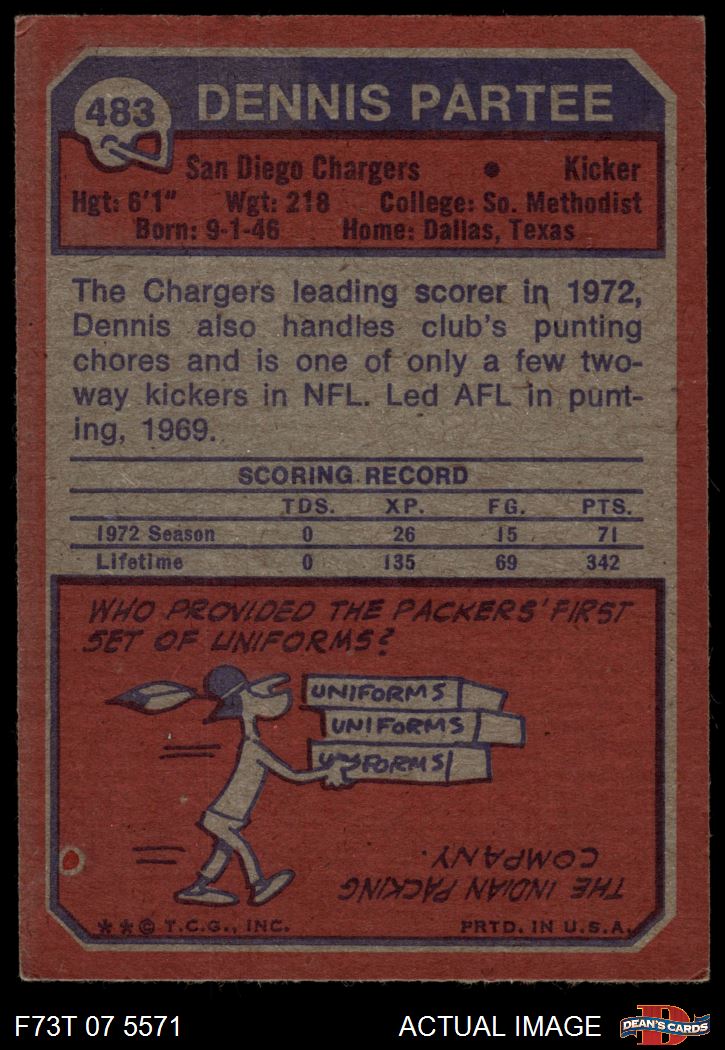 483
DENNIS PARTEE
San Diego Chargers • Kicker
Hgt: 6'1" Wgt: 218 College: So. Methodist
Born: 9-1-46 Home: Dallas, Texas
The Chargers leading scorer in 1972,
Dennis also handles club's punting
chores and is one of only a few two-
way kickers in NFL. Led AFL in punt-
ing, 1969.
SCORING RECORD
TDS. XP. FG. PTS.
1972 Season 0 26 15 71
Lifetime 0 135 69 342
WHO PROVIDED THE PACKERS' FIRST
SET OF UNIFORMS?
UNIFORMS
UNIFORMS
UNIFORMS
THE INDIAN PACKING
COMPANY.
**© T.C.G., INC. PRTD. IN U.S.A.
F73T 07 5571 ACTUAL IMAGE DEAN'S CARDS